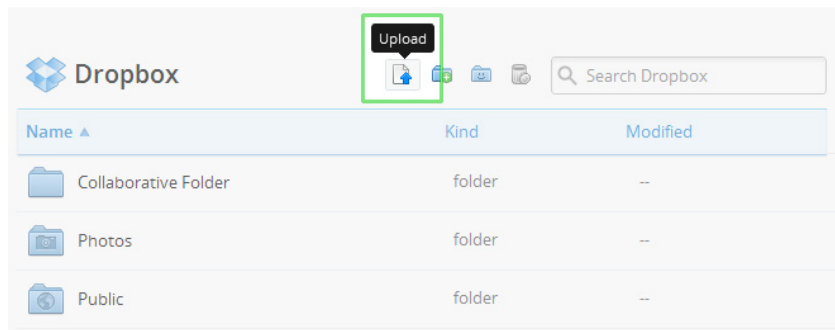 Upload
Dropbox Search Dropbox
Name Kind Modified
Collaborative Folder folder --
Photos folder --
Public folder --